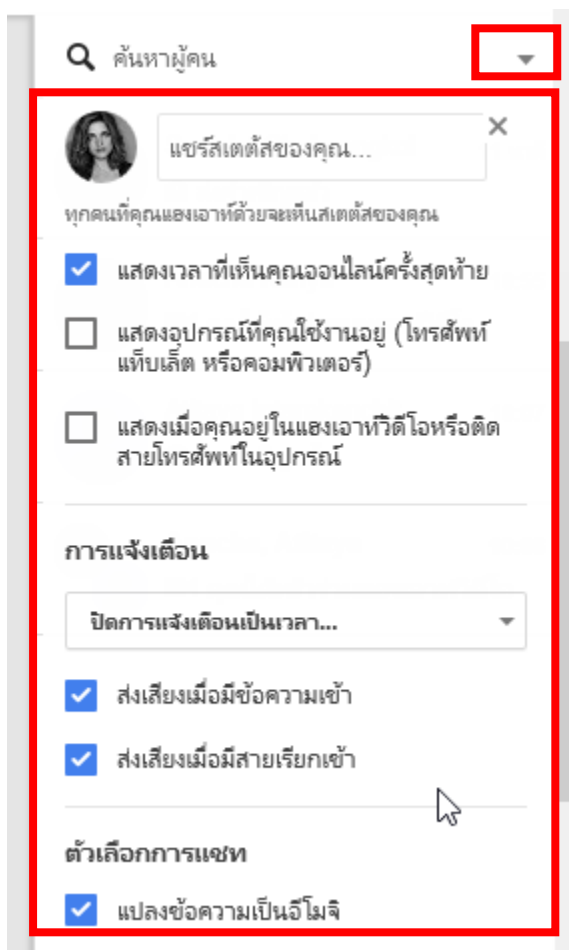 ค้นหาผู้คน
แชร์สเตตัสของคุณ...
ทุกคนที่คุณแฮงเอาท์ด้วยจะเห็นสเตตัสของคุณ
แสดงเวลาที่เห็นคุณออนไลน์ครั้งสุดท้าย
แสดงอุปกรณ์ที่คุณใช้งานอยู่ (โทรศัพท์
แท็บเล็ต หรือคอมพิวเตอร์)
แสดงเมื่อคุณอยู่ในแฮงเอาท์วิดีโอหรือติด
สายโทรศัพท์ในอุปกรณ์
การแจ้งเตือน
ปิดการแจ้งเตือนเป็นเวลา...
ส่งเสียงเมื่อมีข้อความเข้า
ส่งเสียงเมื่อมีสายเรียกเข้า
ตัวเลือกการแชท
แปลงข้อความเป็นอีโมจิ